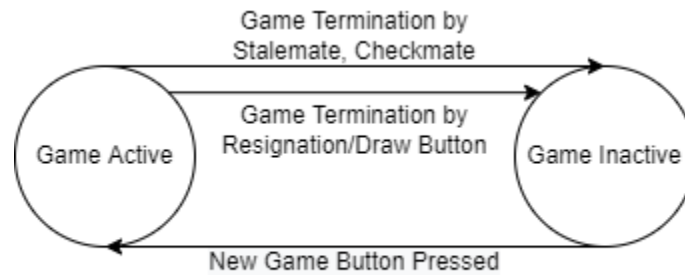 Game Termination by
Stalemate, Checkmate
Game Termination by
Resignation/Draw Button
Game Active
Game Inactive
New Game Button Pressed